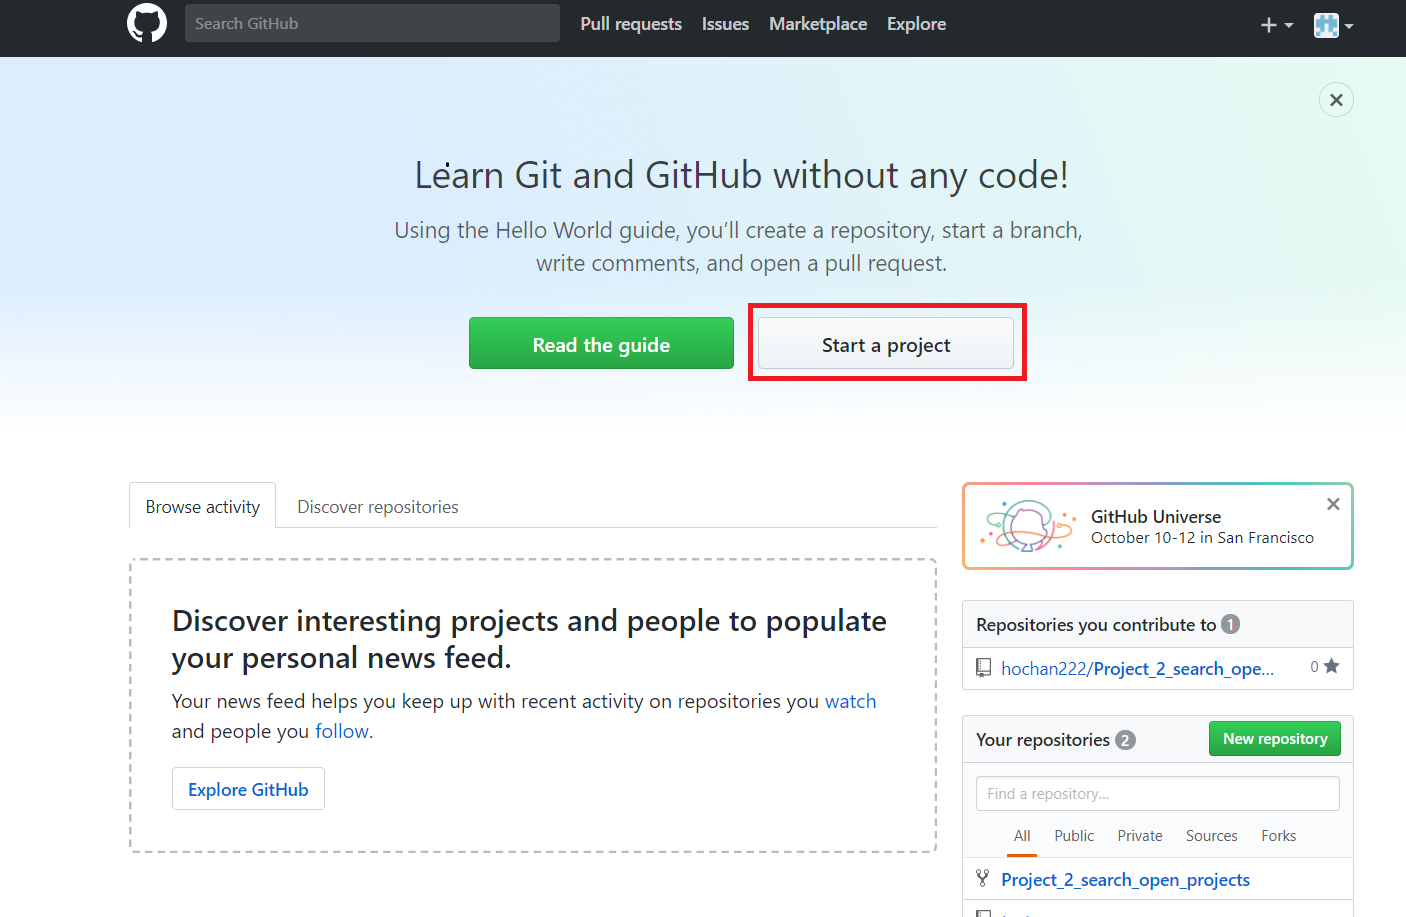 Search GitHub
Pull requests Issues Marketplace Explore
Learn Git and GitHub without any code!
Using the Hello World guide, you’ll create a repository, start a branch,
write comments, and open a pull request.
Read the guide
Start a project
Browse activity
Discover repositories
Discover interesting projects and people to populate
your personal news feed.
Your news feed helps you keep up with recent activity on repositories you watch
and people you follow.
Explore GitHub
GitHub Universe
October 10-12 in San Francisco
Repositories you contribute to 1
hochan222/Project_2_search_ope... 0
Your repositories 2
New repository
Find a repository...
All Public Private Sources Forks
Project_2_search_open_projects